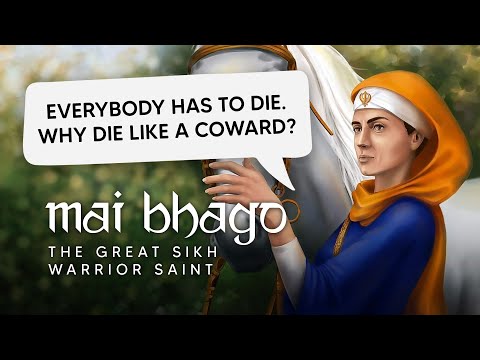 EVERYBODY HAS TO DIE.
WHY DIE LIKE A COWARD?
mai bhago
THE GREAT SIKH
WARRIOR SAINT